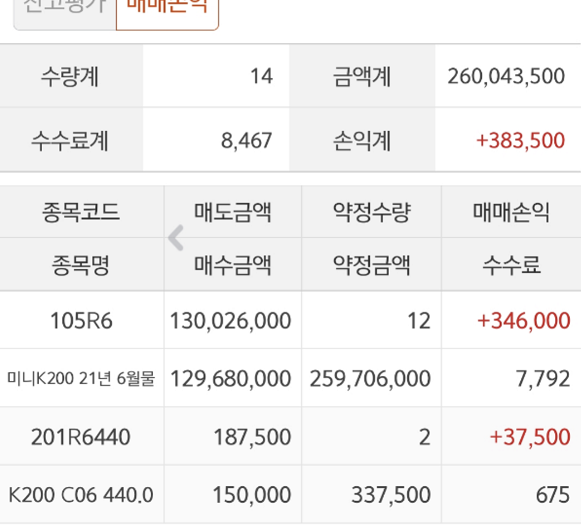 잔고평가 매매손익
수량계 14 금액계 260,043,500
수수료계 8,467 손익계 +383,500
종목코드 매도금액 약정수량 매매손익
종목명 매수금액 약정금액 수수료
105R6 130,026,000 12 +346,000
미니K200 21년 6월물 129,680,000 259,706,000 7,792
201R6440 187,500 2 +37,500
K200 C06 440.0 150,000 337,500 675